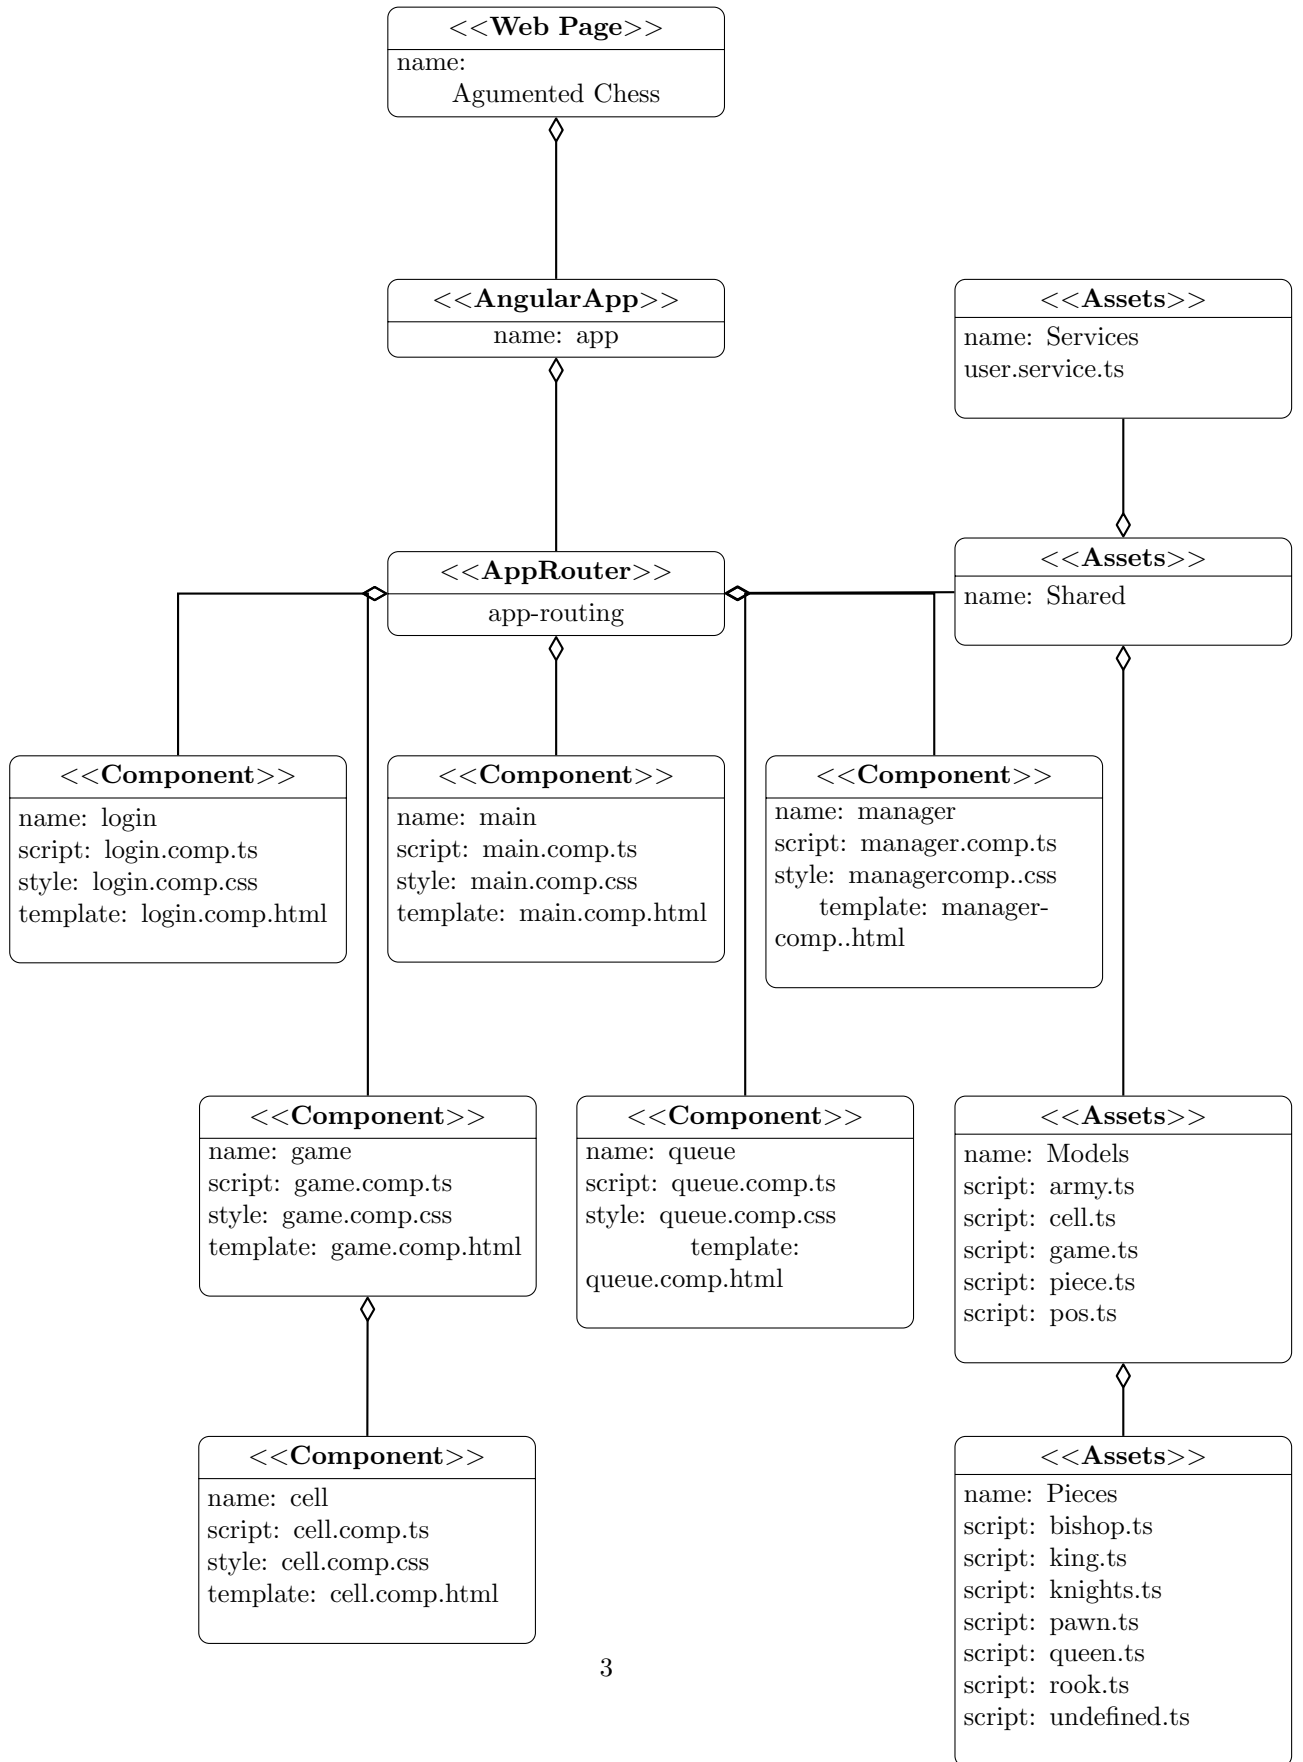 <<Web Page>>
name:
Agumented Chess
<<AngularApp>>
name: app
<<Assets>>
name: Services
user.service.ts
<<AppRouter>>
app-routing
<<Assets>>
name: Shared
<<Component>>
name: login
script: login.comp.ts
style: login.comp.css
template: login.comp.html
<<Component>>
name: main
script: main.comp.ts
style: main.comp.css
template: main.comp.html
<<Component>>
name: manager
script: manager.comp.ts
style: managercomp..css
template: manager-
comp..html
<<Component>>
name: game
script: game.comp.ts
style: game.comp.css
template: game.comp.html
<<Component>>
name: queue
script: queue.comp.ts
style: queue.comp.css
template:
queue.comp.html
<<Assets>>
name: Models
script: army.ts
script: cell.ts
script: game.ts
script: piece.ts
script: pos.ts
<<Component>>
name: cell
script: cell.comp.ts
style: cell.comp.css
template: cell.comp.html
<<Assets>>
name: Pieces
script: bishop.ts
script: king.ts
script: knights.ts
script: pawn.ts
script: queen.ts
script: rook.ts
script: undefined.ts
3